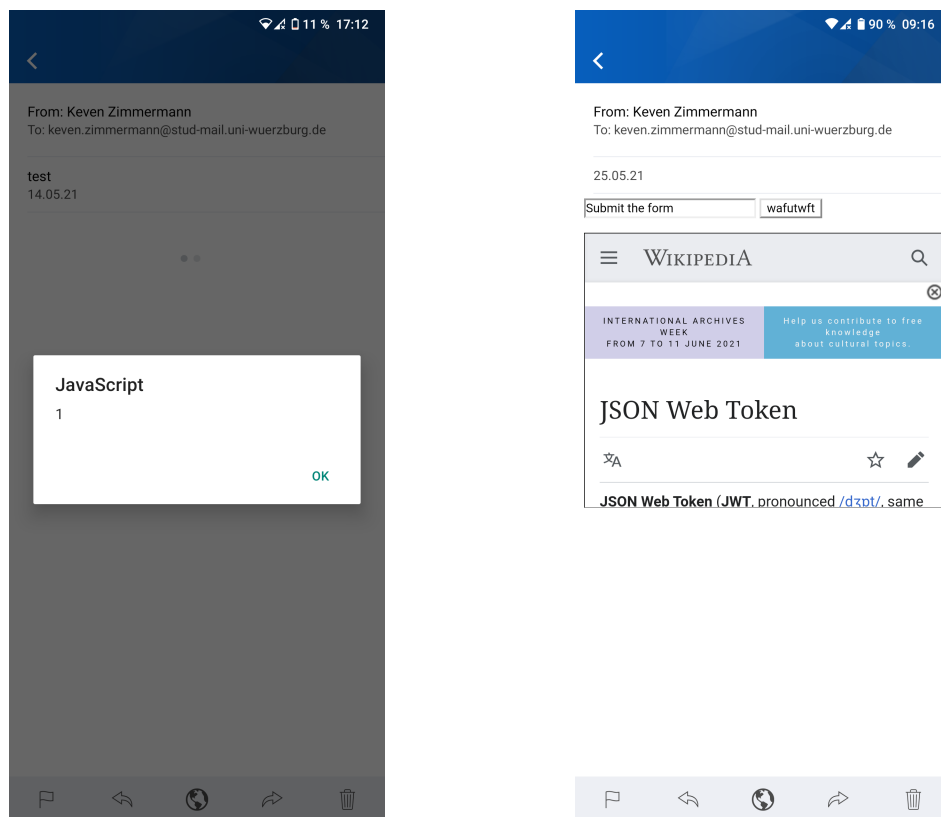 11 % 17:12
From: Keven Zimmermann
To: keven.zimmermann@stud-mail.uni-wuerzburg.de
test
14.05.21
JavaScript
1
OK
90 % 09:16
From: Keven Zimmermann
To: keven.zimmermann@stud-mail.uni-wuerzburg.de
25.05.21
Submit the form wafutwft
WIKIPEDIA
INTERNATIONAL ARCHIVES
WEEK
FROM 7 TO 11 JUNE 2021
Help us contribute to free
knowledge
about cultural topics.
JSON Web Token
JSON Web Token (JWT, pronounced /dʒɒt/, same